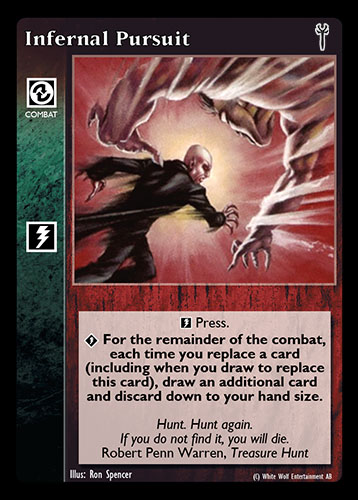 Infernal Pursuit
COMBAT
Press.
For the remainder of the combat,
each time you replace a card
(including when you draw to replace
this card), draw an additional card
and discard down to your hand size.
Hunt. Hunt again.
If you do not find it, you will die.
Robert Penn Warren, Treasure Hunt
Illus: Ron Spencer
(C) White Wolf Entertainment AB